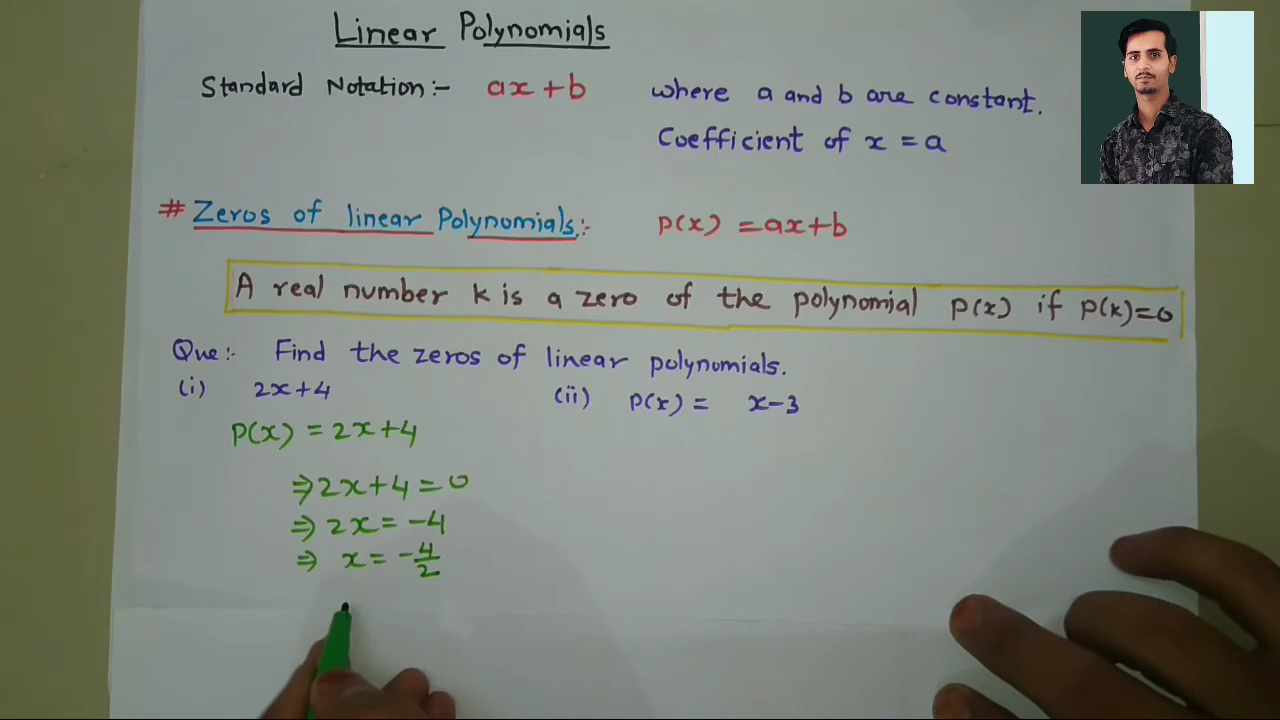 Linear Polynomials
Standard Notation:- ax+b where a and b are constant.
Coefficient of x = a
# Zeros of linear Polynomials:- P(x) = ax+b
A real number k is a zero of the polynomial P(x) if P(k)=0
Que:- Find the zeros of linear polynomials.
(i) 2x+4 (ii) P(x) = x-3
P(x) = 2x+4
⇒ 2x+4 = 0
⇒ 2x = -4
⇒ x = -4/2